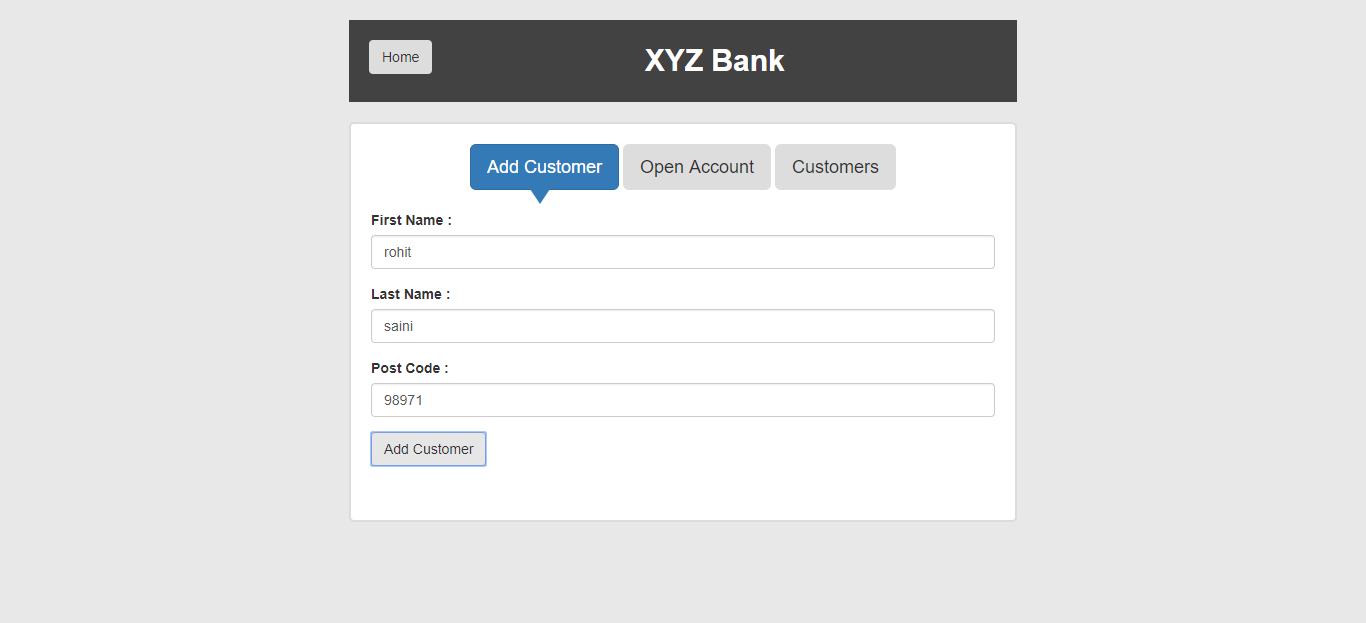 Home
XYZ Bank
Add Customer Open Account Customers
First Name :
rohit
Last Name :
saini
Post Code :
98971
Add Customer